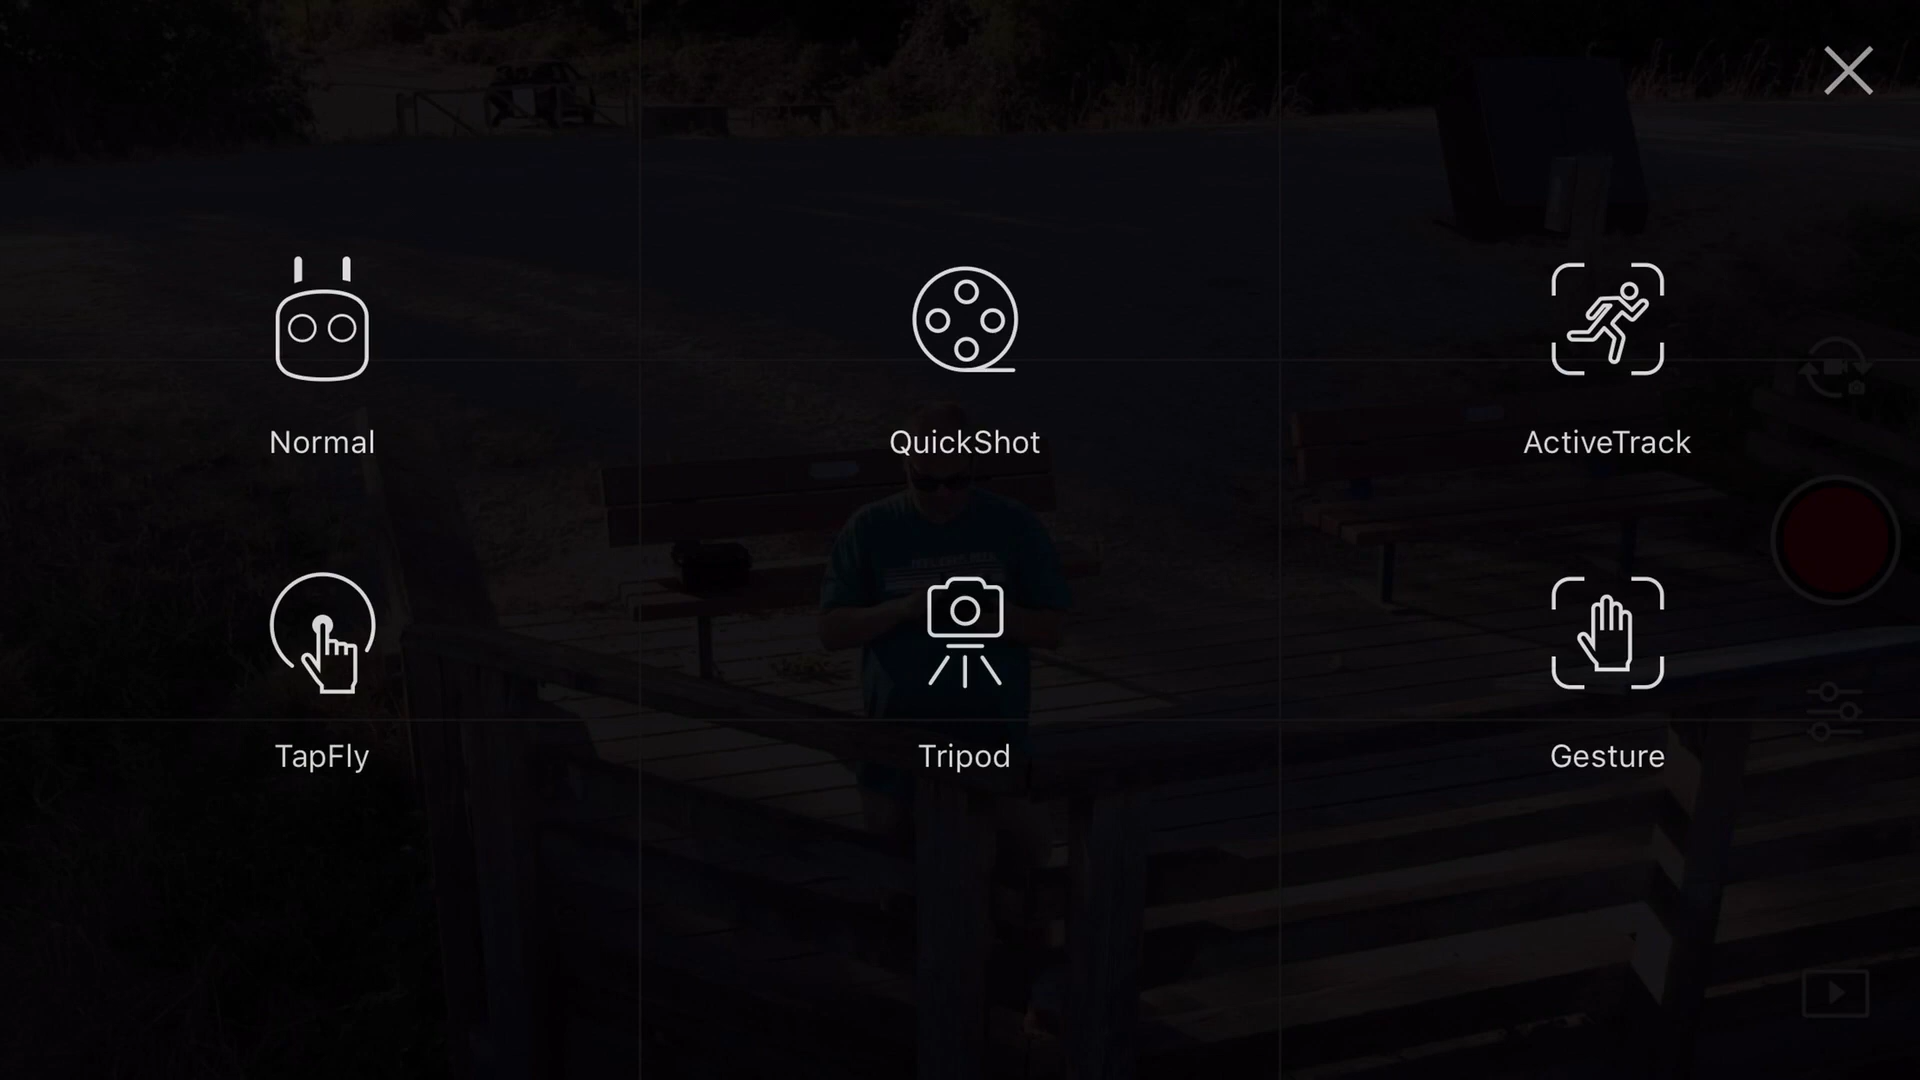 Normal
QuickShot
ActiveTrack
TapFly
Tripod
Gesture